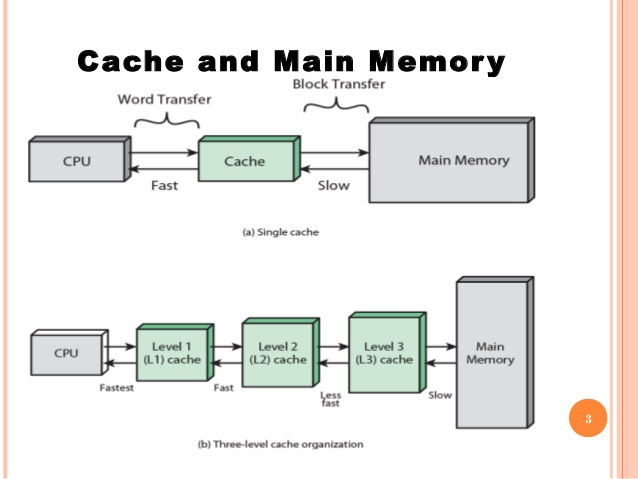 Cache and Main Memory
Block Transfer
Word Transfer
CPU
Cache
Main Memory
Fast
Slow
(a) Single cache
CPU
Level 1
(L1) cache
Level 2
(L2) cache
Level 3
(L3) cache
Main
Memory
Fastest
Fast
Less
fast
Slow
3
(b) Three-level cache organization